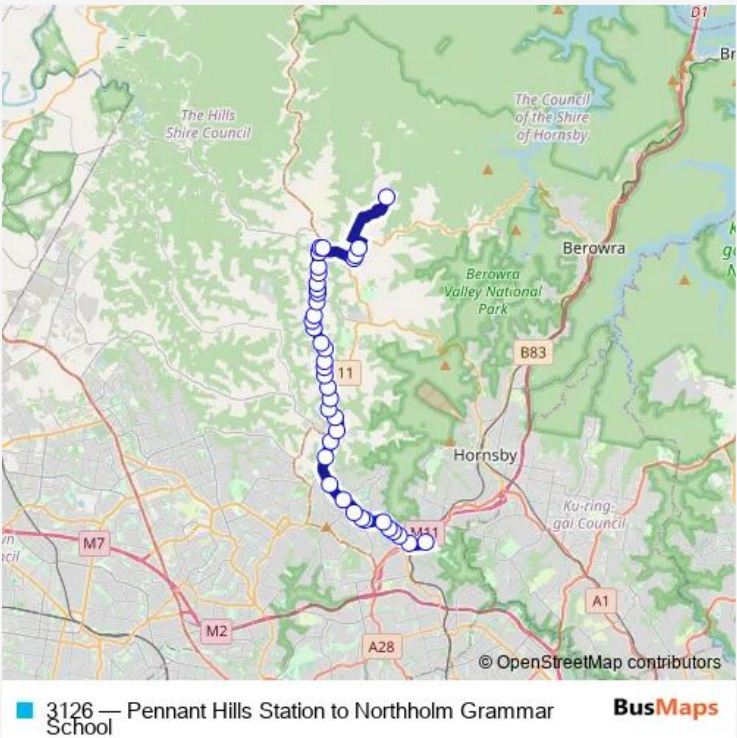 D1
Br
The Hills
Shire Council
The Council
of the Shire
of Hornsby
Berowra
Berowra
Valley National
Park
B83
11
Hornsby
Ku-ring-
gai Council
M11
M7
M2
A1
A28
© OpenStreetMap contributors
3126 — Pennant Hills Station to Northholm Grammar
School
BusMaps